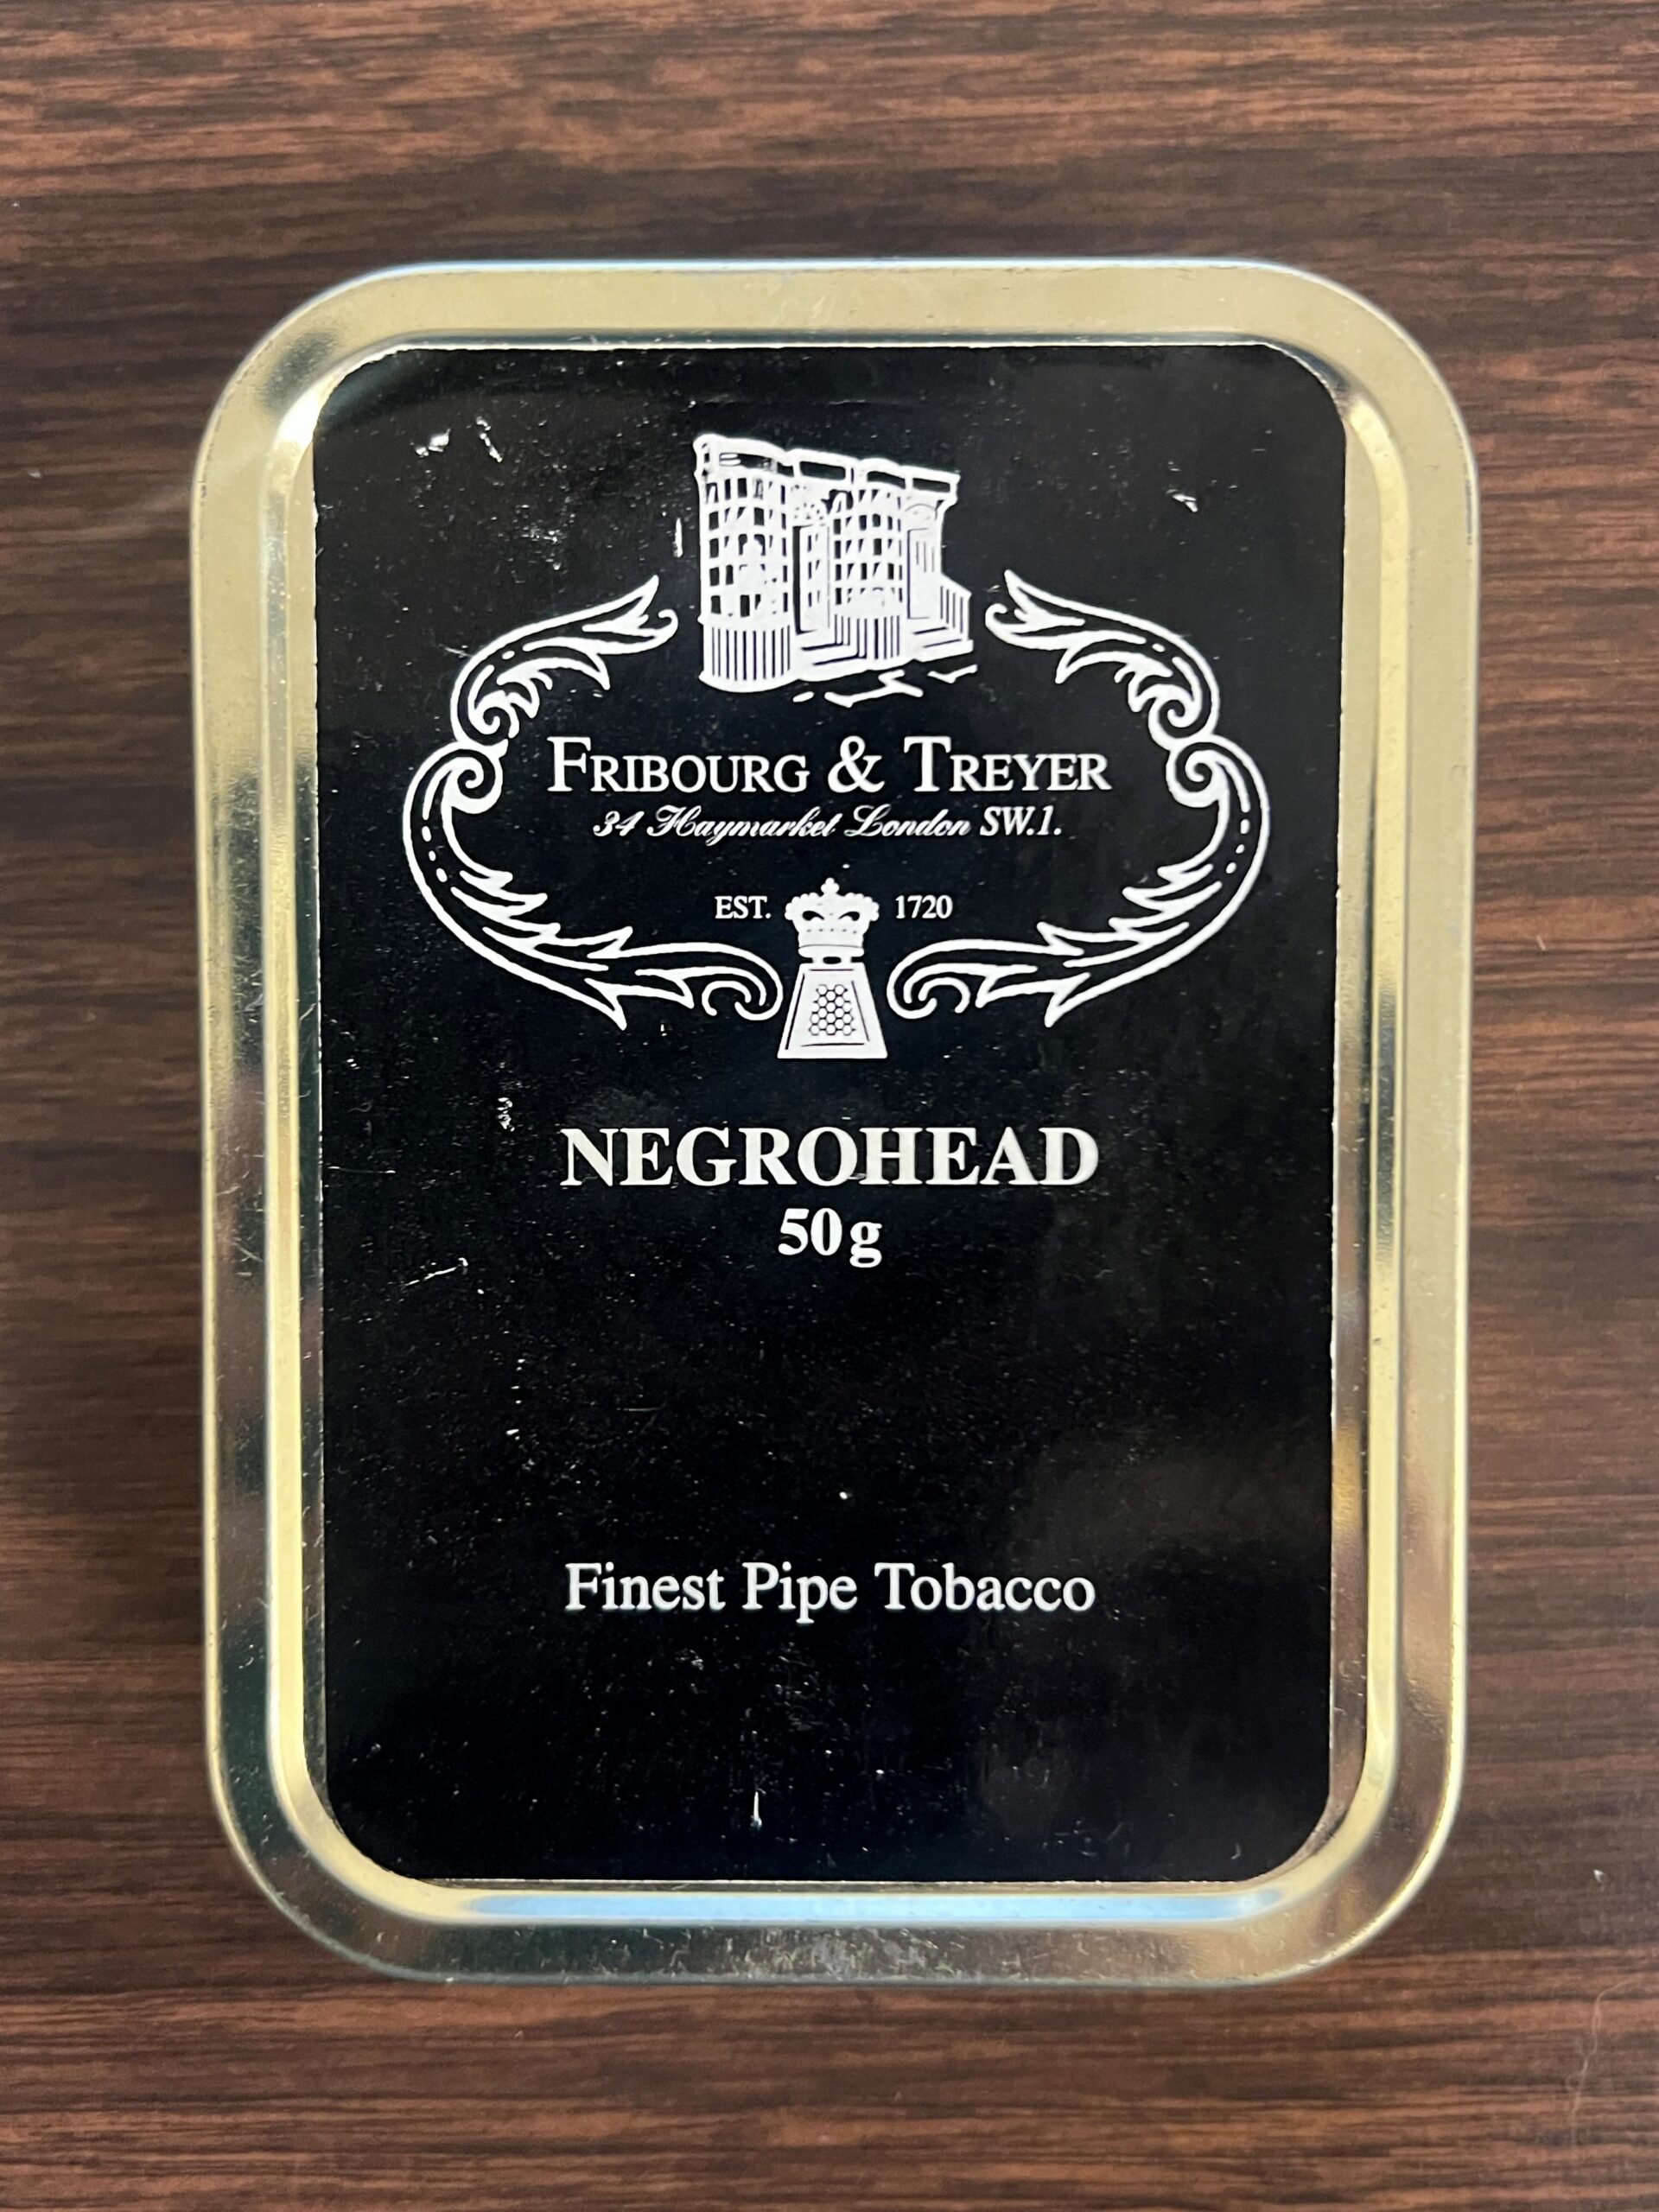 FRIBOURG & TREYER
34 Haymarket London SW.1.
EST. 1720
NEGROHEAD
50g
Finest Pipe Tobacco